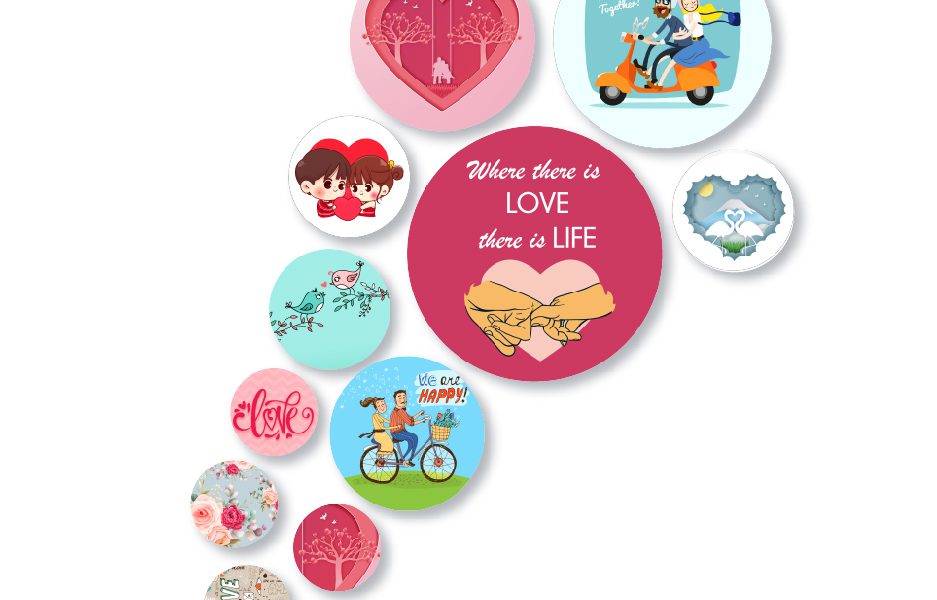 Together!
Where there is
LOVE
there is LIFE
We are
HAPPY!
love